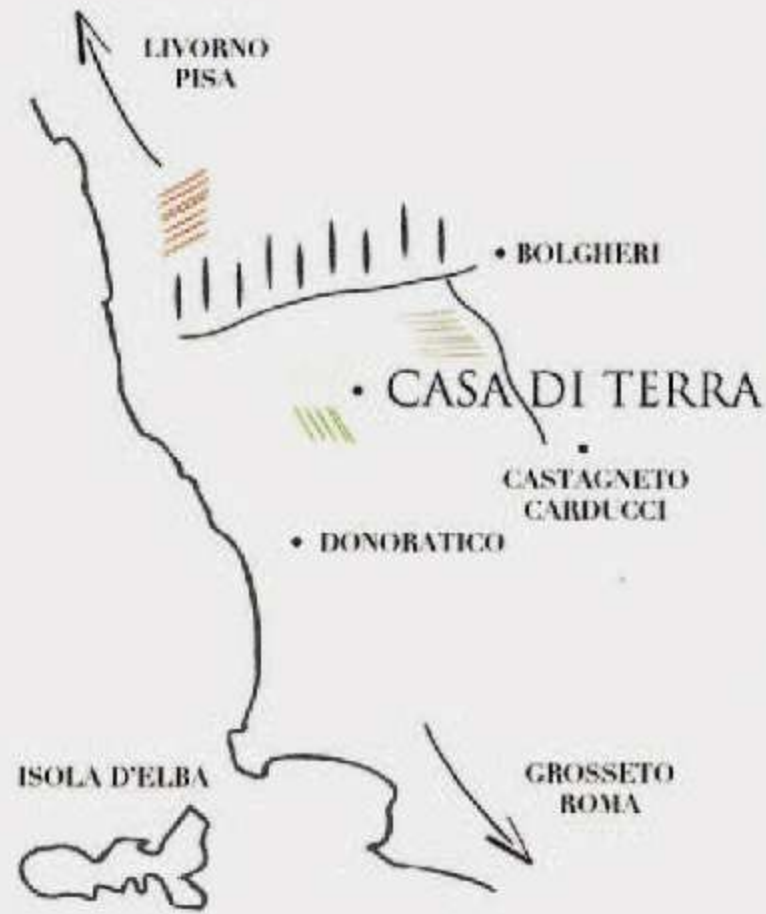 LIVORNO
PISA
• BOLGHERI
• CASA DI TERRA
CASTAGNETO
CARDUCCI
• DONORATICO
ISOLA D'ELBA
GROSSETO
ROMA